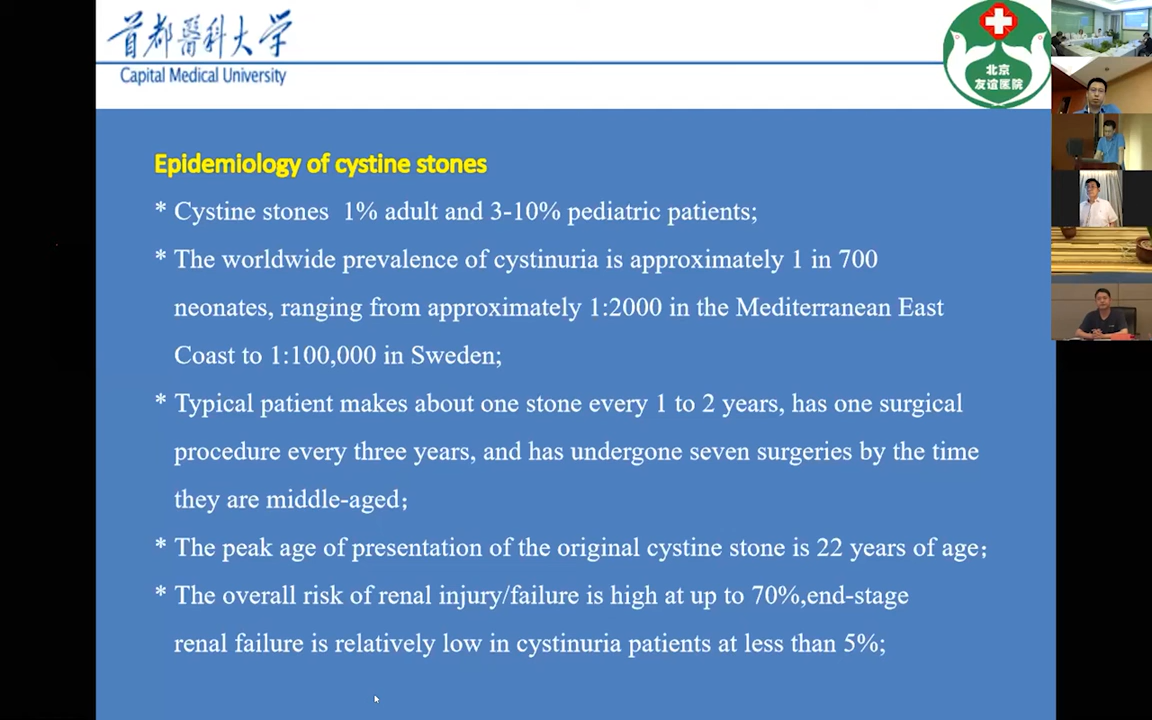 首都醫科大学
Capital Medical University
北京
友谊医院
Epidemiology of cystine stones
* Cystine stones 1% adult and 3-10% pediatric patients;
* The worldwide prevalence of cystinuria is approximately 1 in 700
neonates, ranging from approximately 1:2000 in the Mediterranean East
Coast to 1:100,000 in Sweden;
* Typical patient makes about one stone every 1 to 2 years, has one surgical
procedure every three years, and has undergone seven surgeries by the time
they are middle-aged；
* The peak age of presentation of the original cystine stone is 22 years of age；
* The overall risk of renal injury/failure is high at up to 70%,end-stage
renal failure is relatively low in cystinuria patients at less than 5%;